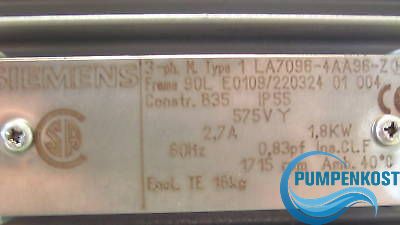 SIEMENS
3-ph. M. Type 1 LA7096-4AA96-Z
Frame 90L E0109/220324 01 004
Constr. B35 IP55
575V Y
2,7A 1,8KW
60Hz 0,83pf Ins.CL.F
1715 rpm Amb. 40°C
Encl. TE 16kg
PUMPENKOST